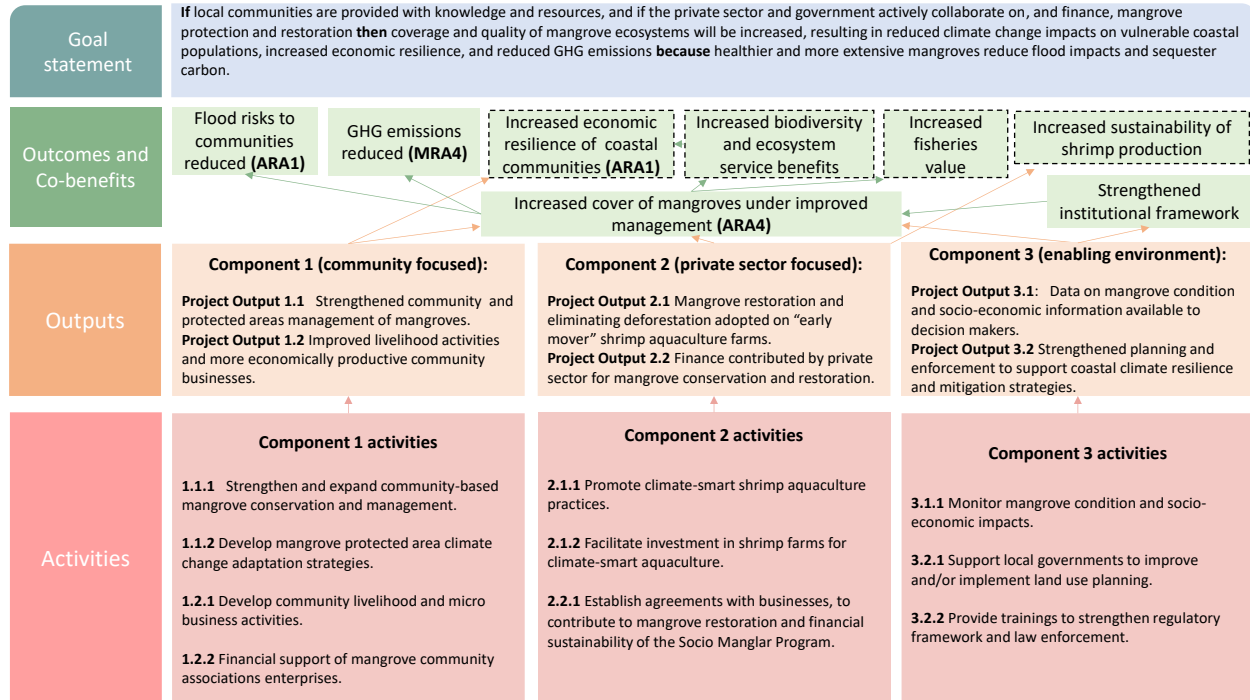 Goal
statement
If local communities are provided with knowledge and resources, and if the private sector and government actively collaborate on, and finance, mangrove
protection and restoration then coverage and quality of mangrove ecosystems will be increased, resulting in reduced climate change impacts on vulnerable coastal
populations, increased economic resilience, and reduced GHG emissions because healthier and more extensive mangroves reduce flood impacts and sequester
carbon.
Outcomes and
Co-benefits
Flood risks to
communities
reduced (ARA1)
GHG emissions
reduced (MRA4)
Increased economic
resilience of coastal
communities (ARA1)
Increased biodiversity
and ecosystem
service benefits
Increased
fisheries
value
Increased sustainability of
shrimp production
Increased cover of mangroves under improved
management (ARA4)
Strengthened
institutional framework
Outputs
Component 1 (community focused):
Project Output 1.1 Strengthened community and
protected areas management of mangroves.
Project Output 1.2 Improved livelihood activities
and more economically productive community
businesses.
Component 2 (private sector focused):
Project Output 2.1 Mangrove restoration and
eliminating deforestation adopted on “early
mover” shrimp aquaculture farms.
Project Output 2.2 Finance contributed by private
sector for mangrove conservation and restoration.
Component 3 (enabling environment):
Project Output 3.1: Data on mangrove condition
and socio-economic information available to
decision makers.
Project Output 3.2 Strengthened planning and
enforcement to support coastal climate resilience
and mitigation strategies.
Activities
Component 1 activities
1.1.1 Strengthen and expand community-based
mangrove conservation and management.
1.1.2 Develop mangrove protected area climate
change adaptation strategies.
1.2.1 Develop community livelihood and micro
business activities.
1.2.2 Financial support of mangrove community
associations enterprises.
Component 2 activities
2.1.1 Promote climate-smart shrimp aquaculture
practices.
2.1.2 Facilitate investment in shrimp farms for
climate-smart aquaculture.
2.2.1 Establish agreements with businesses, to
contribute to mangrove restoration and financial
sustainability of the Socio Manglar Program.
Component 3 activities
3.1.1 Monitor mangrove condition and socio-
economic impacts.
3.2.1 Support local governments to improve
and/or implement land use planning.
3.2.2 Provide trainings to strengthen regulatory
framework and law enforcement.